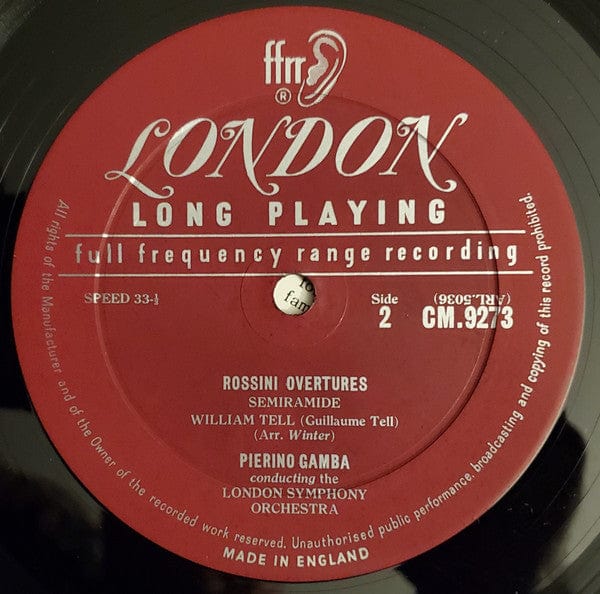 ffrr
®
LONDON
LONG PLAYING
full frequency range recording
SPEED 33-⅓
Side
2
(ARL.5036)
CM.9273
fam
ROSSINI OVERTURES
SEMIRAMIDE
WILLIAM TELL (Guillaume Tell)
(Arr. Winter)
PIERINO GAMBA
conducting the
LONDON SYMPHONY
ORCHESTRA
All rights of the Manufacturer and of the Owner of the recorded work reserved. Unauthorised public performance, broadcasting and copying of this record prohibited.
MADE IN ENGLAND